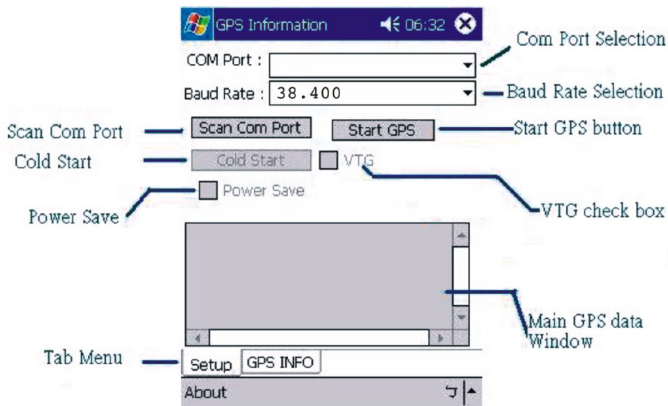 GPS Information 06:32
Com Port Selection
COM Port :
Baud Rate : 38.400
Baud Rate Selection
Scan Com Port
Scan Com Port
Start GPS
Start GPS button
Cold Start
Cold Start
VTG
Power Save
Power Save
VTG check box
Main GPS data
Window
Tab Menu
Setup
GPS INFO
About